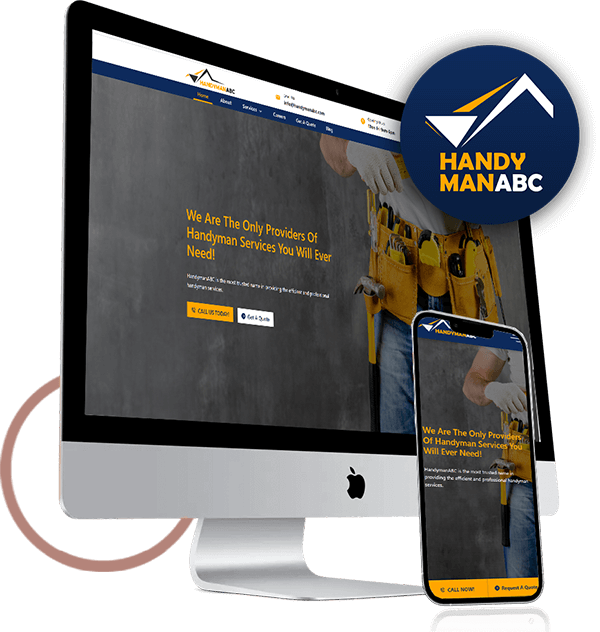 HANDYMANABC
info@handymanabc.com
Home About Services Careers Get A Quote Blog
We Are The Only Providers Of
Handyman Services You Will Ever
Need!
HandymanABC is the most trusted name in providing the efficient and professional
handyman services.
CALL US TODAY! Get A Quote
HANDY
MANABC
HANDYMANABC
We Are The Only Providers
Of Handyman Services You
Will Ever Need!
HandymanABC is the most trusted name in
providing the efficient and professional handyman
services.
CALL NOW! Request A Quote